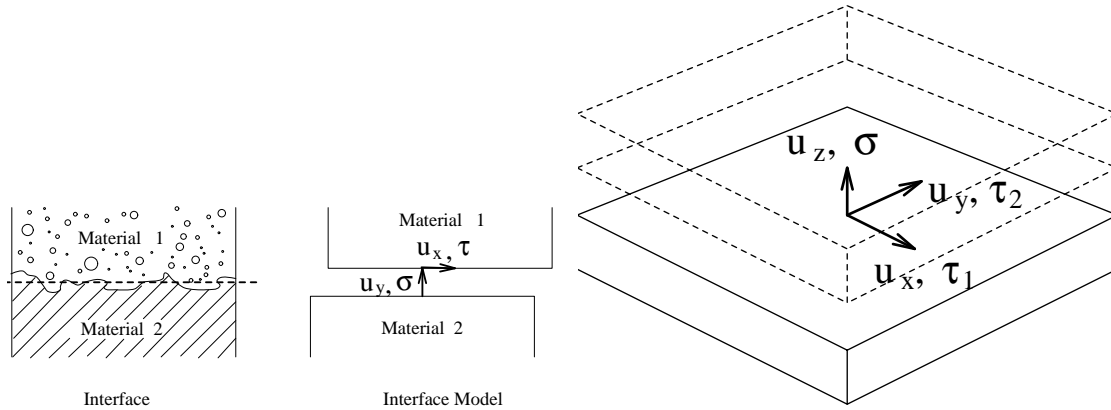 Material 1
Material 2
Interface
Material 1
u_x, τ
u_y, σ
Material 2
Interface Model
u_z, σ
u_y, τ_2
u_x, τ_1